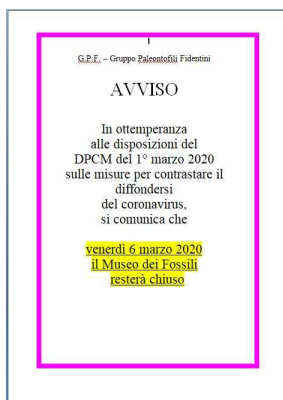 G.P.F. – Gruppo Paleontofili Fidentini
AVVISO
In ottemperanza
alle disposizioni del
DPCM del 1° marzo 2020
sulle misure per contrastare il
diffondersi
del coronavirus,
si comunica che
venerdì 6 marzo 2020
il Museo dei Fossili
resterà chiuso